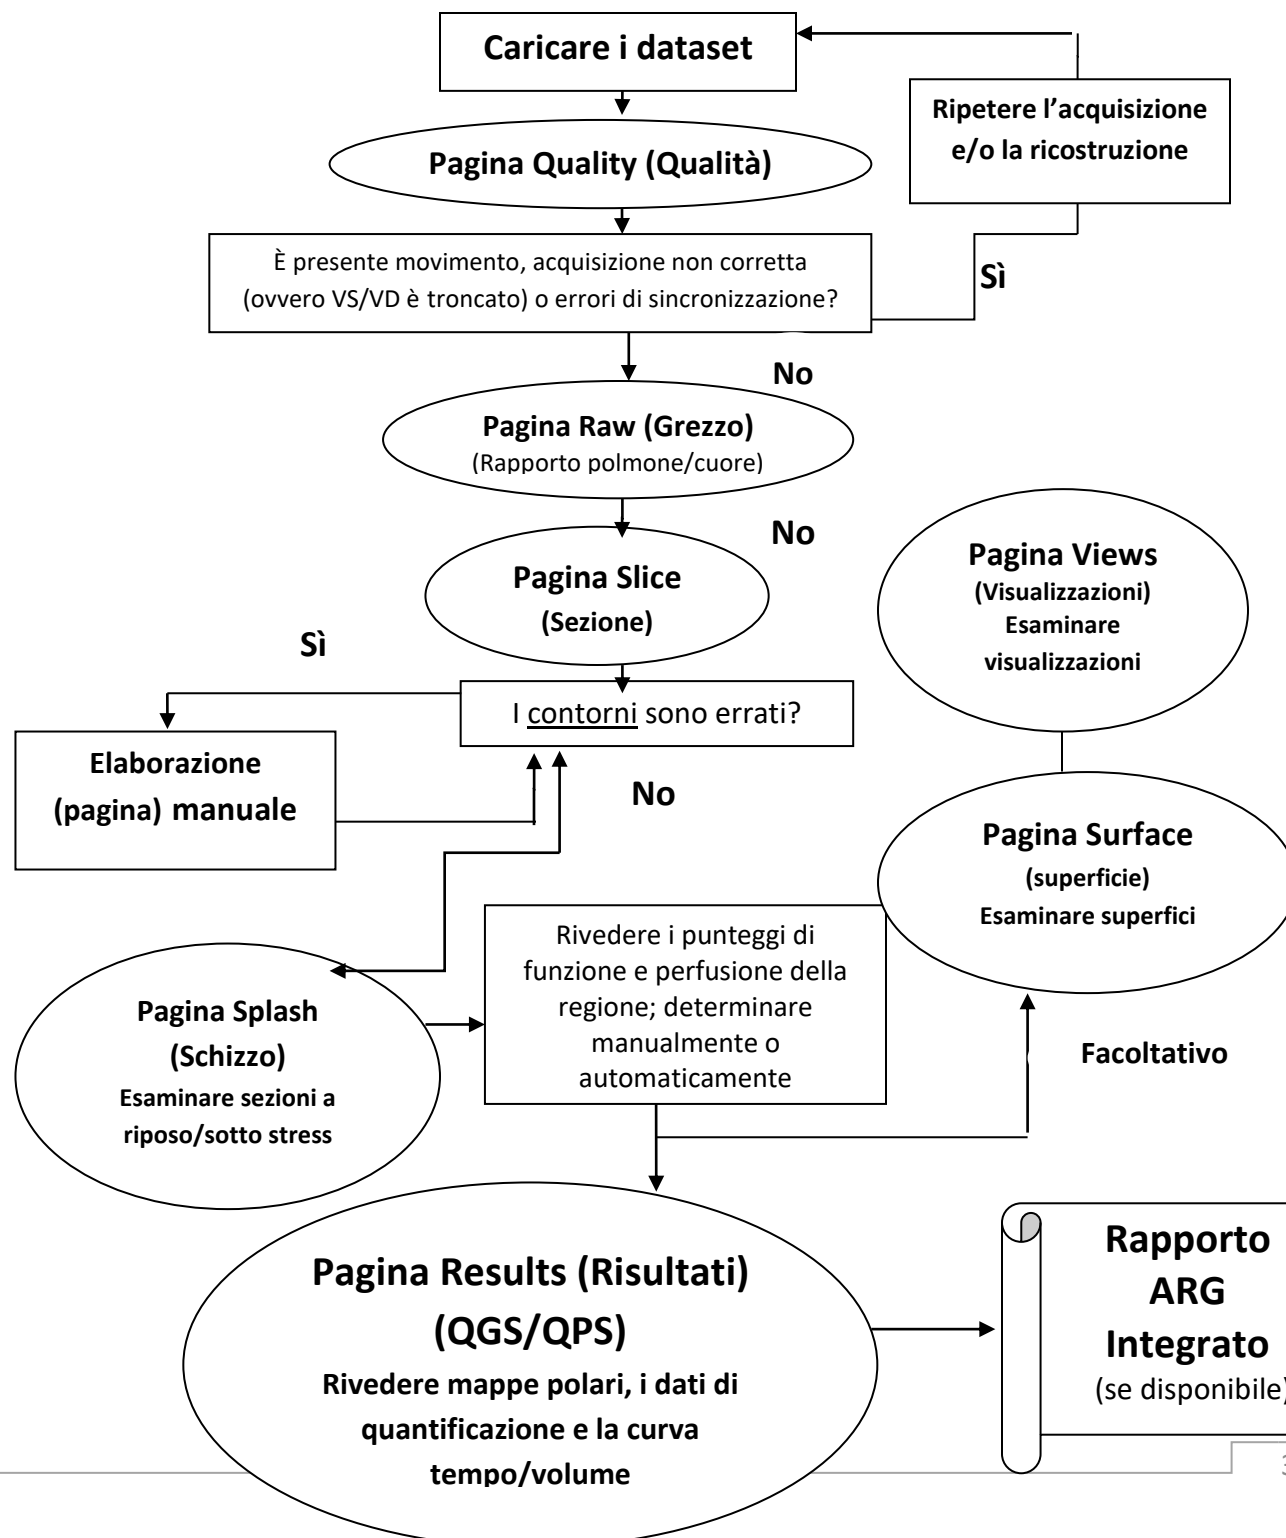 Caricare i dataset
Ripetere l’acquisizione
e/o la ricostruzione
Pagina Quality (Qualità)
È presente movimento, acquisizione non corretta
(ovvero VS/VD è troncato) o errori di sincronizzazione?
Sì
No
Pagina Raw (Grezzo)
(Rapporto polmone/cuore)
No
Pagina Slice
(Sezione)
Pagina Views
(Visualizzazioni)
Esaminare
visualizzazioni
Sì
I contorni sono errati?
Elaborazione
(pagina) manuale
No
Pagina Surface
(superficie)
Esaminare superfici
Rivedere i punteggi di
funzione e perfusione della
regione; determinare
manualmente o
automaticamente
Pagina Splash
(Schizzo)
Esaminare sezioni a
riposo/sotto stress
Facoltativo
Pagina Results (Risultati)
(QGS/QPS)
Rivedere mappe polari, i dati di
quantificazione e la curva
tempo/volume
Rapporto
ARG
Integrato
(se disponibile)